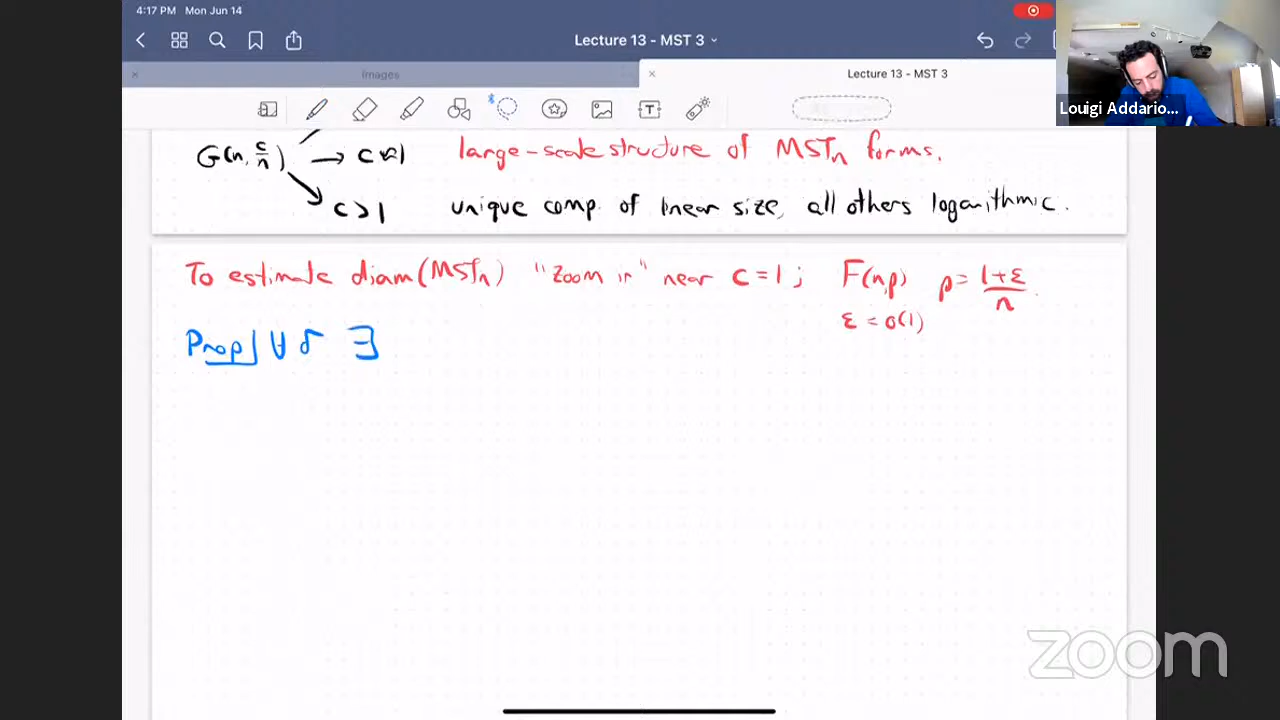 4:17 PM Mon Jun 14
Lecture 13 - MST 3
Images
Lecture 13 - MST 3
Louigi Addario...
G(n, c/n) → c≈1 large-scale structure of MSTn forms.
c > 1 unique comp. of linear size, all others logarithmic.
To estimate diam(MSTn) "Zoom in" near c = 1; F(n,p) p = (1+ε)/n.
ε = o(1)
Prop ∀ δ ∃
zoom